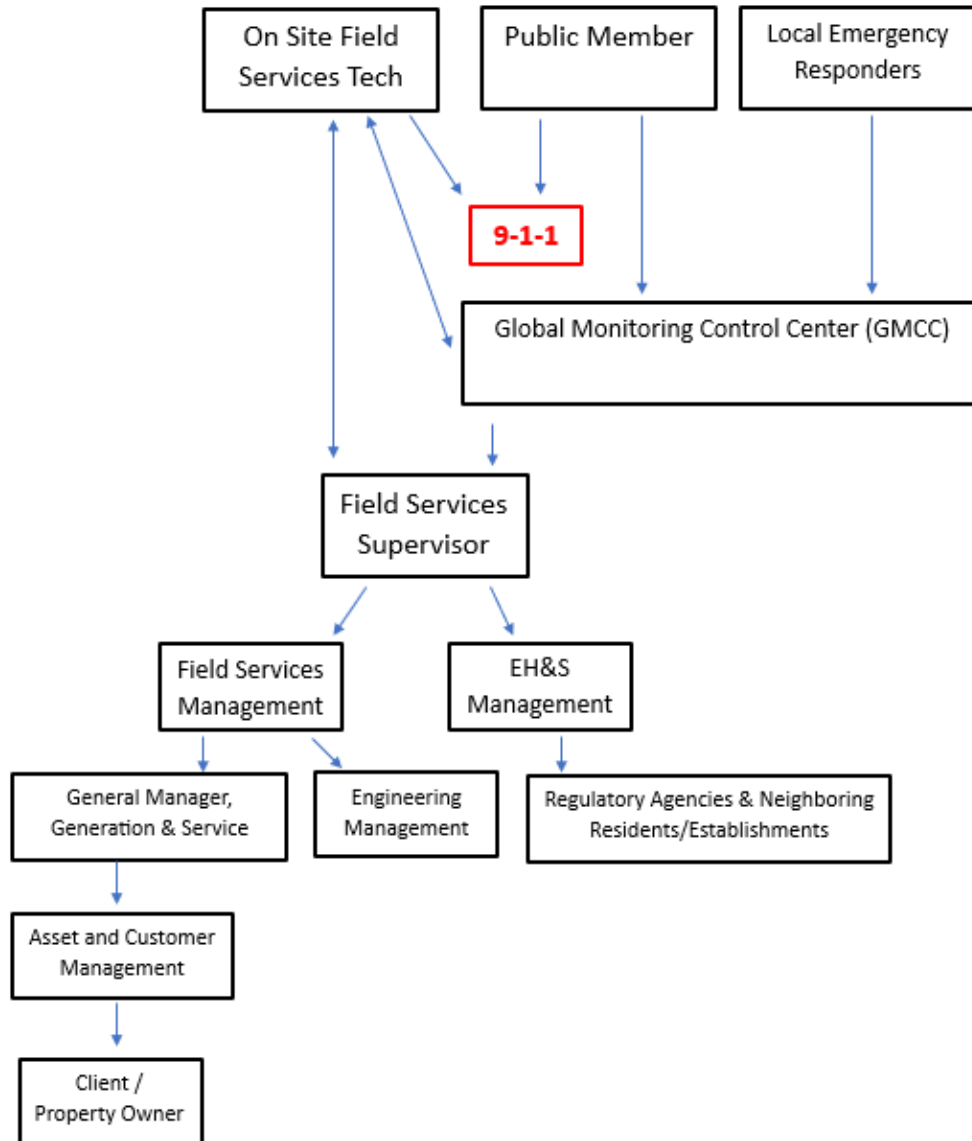 On Site Field
Services Tech
Public Member
Local Emergency
Responders
9-1-1
Global Monitoring Control Center (GMCC)
Field Services
Supervisor
Field Services
Management
EH&S
Management
General Manager,
Generation & Service
Engineering
Management
Regulatory Agencies & Neighboring
Residents/Establishments
Asset and Customer
Management
Client /
Property Owner